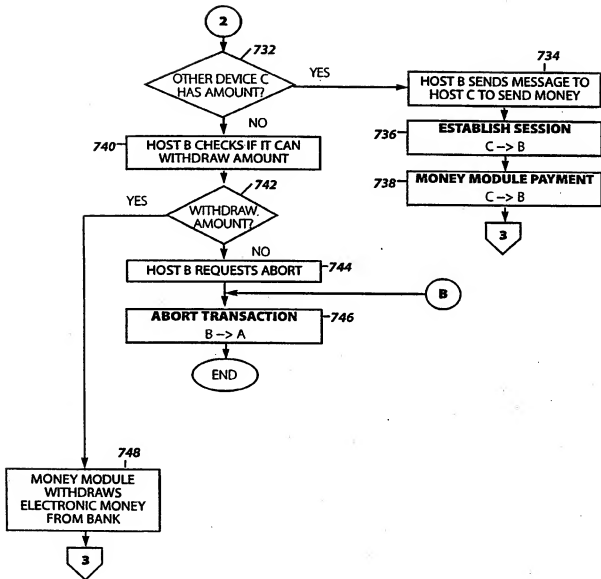 2
732
OTHER DEVICE C
HAS AMOUNT?
YES
734
HOST B SENDS MESSAGE TO
HOST C TO SEND MONEY
NO
736
ESTABLISH SESSION
C –> B
740
HOST B CHECKS IF IT CAN
WITHDRAW AMOUNT
738
MONEY MODULE PAYMENT
C –> B
742
YES
WITHDRAW.
AMOUNT?
3
NO
HOST B REQUESTS ABORT
744
B
ABORT TRANSACTION
B –> A
746
END
748
MONEY MODULE
WITHDRAWS
ELECTRONIC MONEY
FROM BANK
3